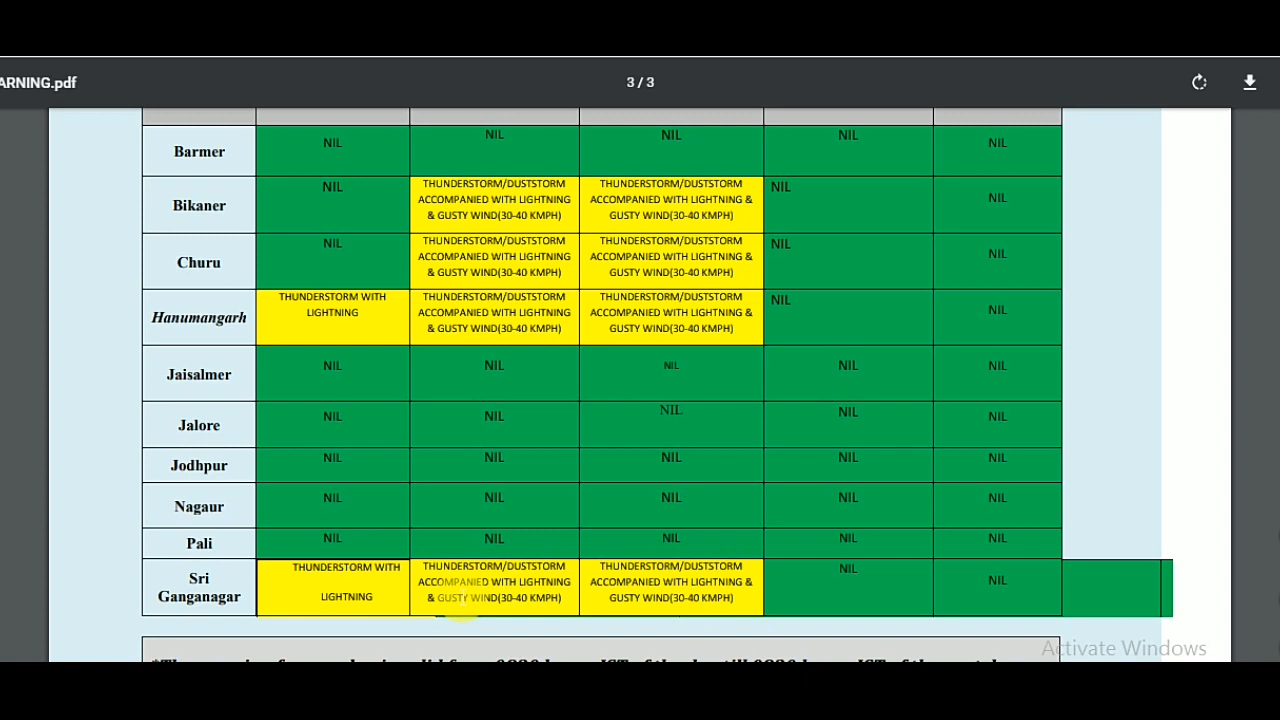 ARNING.pdf
3 / 3
Barmer NIL NIL NIL NIL NIL
Bikaner NIL THUNDERSTORM/DUSTSTORM THUNDERSTORM/DUSTSTORM NIL NIL
ACCOMPANIED WITH LIGHTNING ACCOMPANIED WITH LIGHTNING &
& GUSTY WIND(30-40 KMPH) GUSTY WIND(30-40 KMPH)
Churu NIL THUNDERSTORM/DUSTSTORM THUNDERSTORM/DUSTSTORM NIL NIL
ACCOMPANIED WITH LIGHTNING ACCOMPANIED WITH LIGHTNING &
& GUSTY WIND(30-40 KMPH) GUSTY WIND(30-40 KMPH)
Hanumangarh THUNDERSTORM WITH THUNDERSTORM/DUSTSTORM THUNDERSTORM/DUSTSTORM NIL NIL
LIGHTNING ACCOMPANIED WITH LIGHTNING ACCOMPANIED WITH LIGHTNING &
& GUSTY WIND(30-40 KMPH) GUSTY WIND(30-40 KMPH)
Jaisalmer NIL NIL NIL NIL NIL
Jalore NIL NIL NIL NIL NIL
Jodhpur NIL NIL NIL NIL NIL
Nagaur NIL NIL NIL NIL NIL
Pali NIL NIL NIL NIL NIL
Sri THUNDERSTORM WITH THUNDERSTORM/DUSTSTORM THUNDERSTORM/DUSTSTORM NIL NIL
Ganganagar LIGHTNING ACCOMPANIED WITH LIGHTNING ACCOMPANIED WITH LIGHTNING &
& GUSTY WIND(30-40 KMPH) GUSTY WIND(30-40 KMPH)
Activate Windows